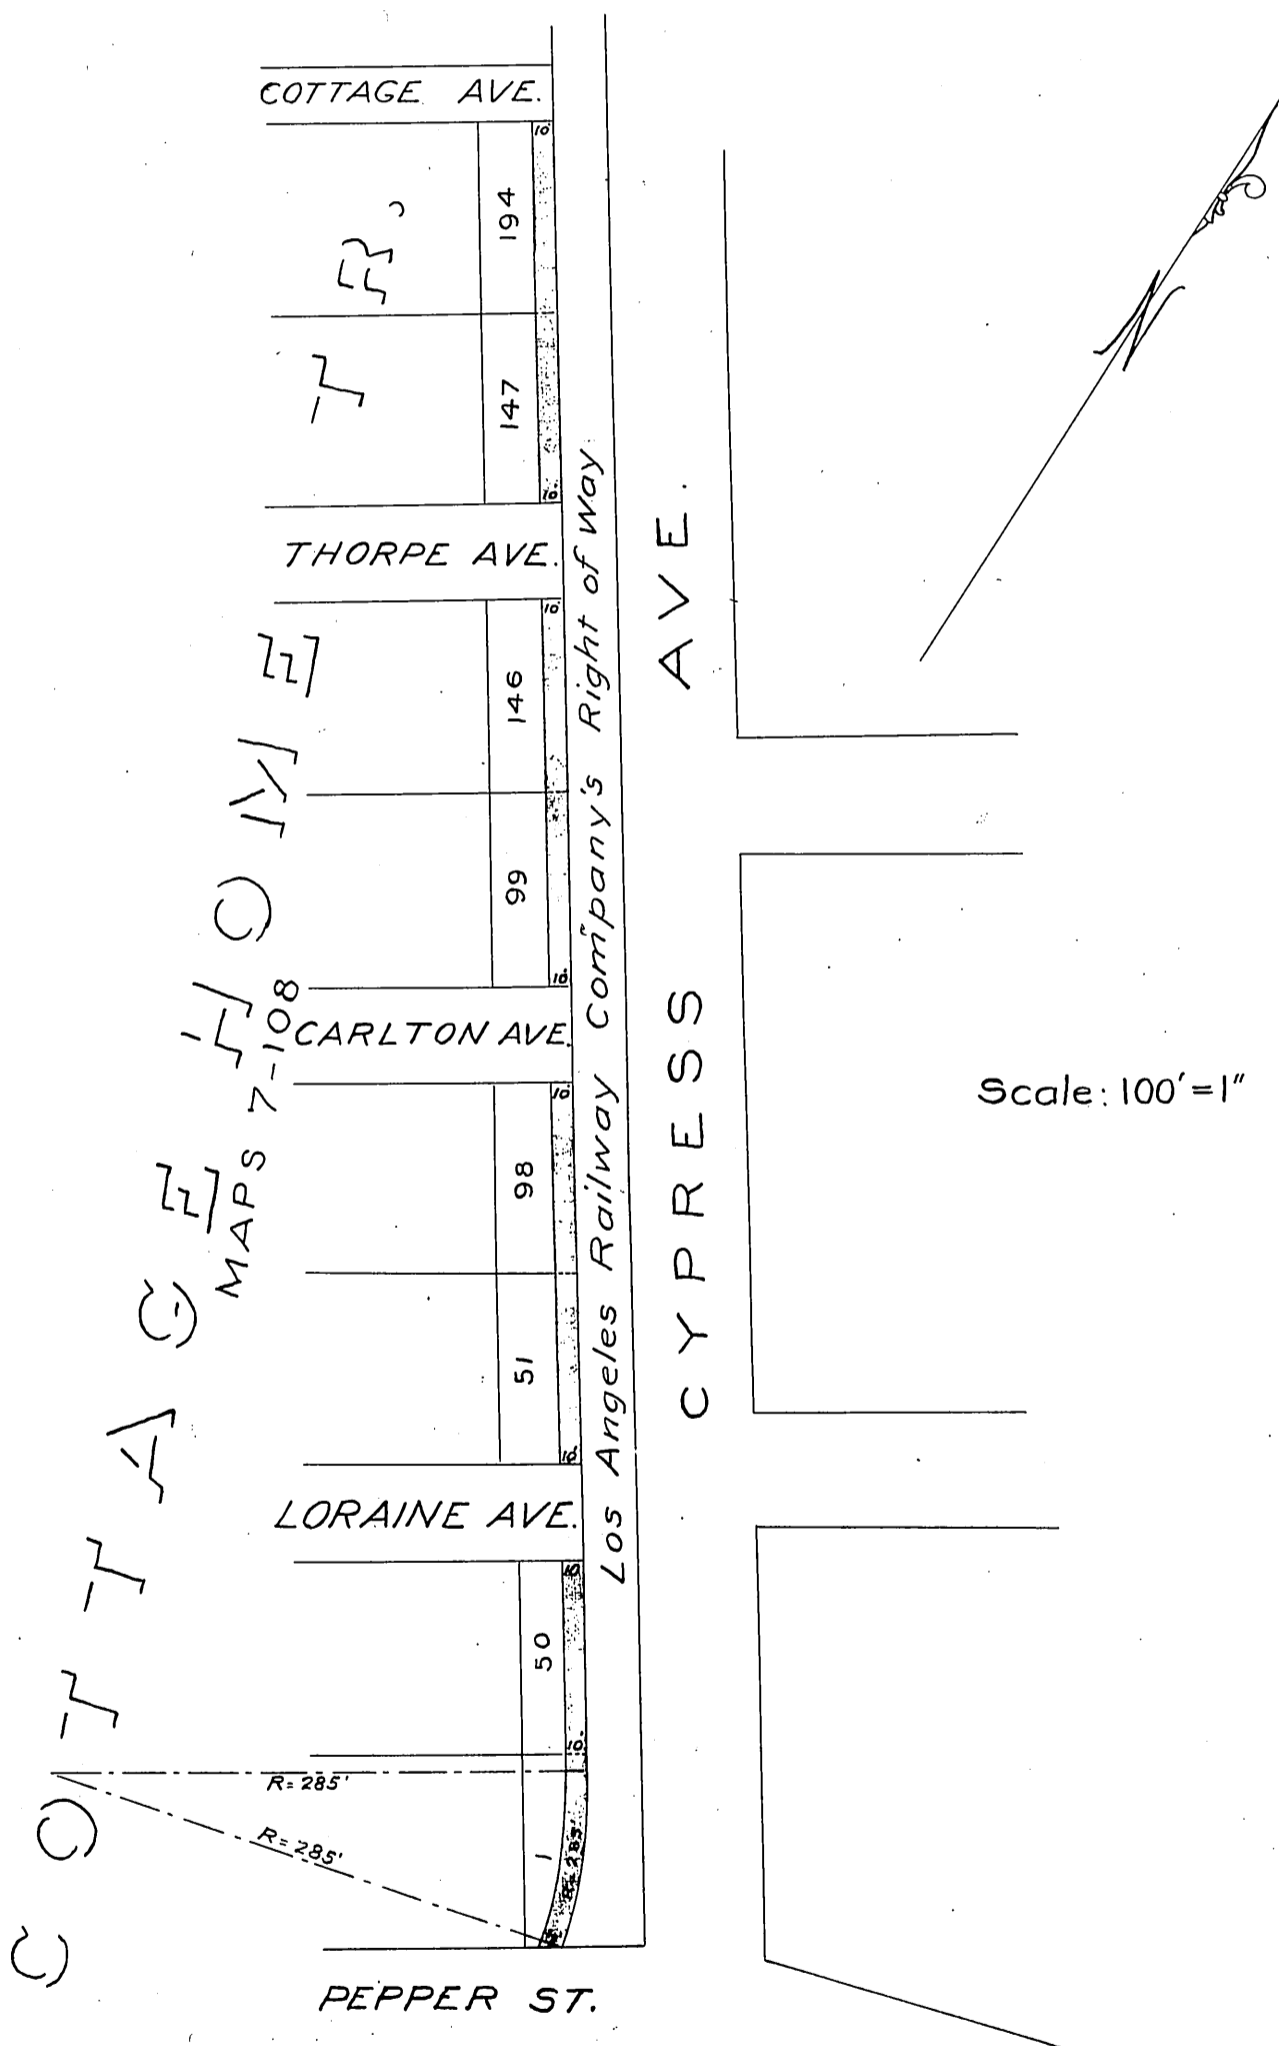 COTTAGE AVE.
10'
194
147
10'
THORPE AVE.
10'
146
99
10'
CARLTON AVE.
10'
98
51
10'
LORAINE AVE.
10'
50
10'
R=285'
R=285'
1
R=285'
PEPPER ST.
COTTAGE HOME TR.
MAPS 7-108
Los Angeles Railway Company's Right of Way
CYPRESS AVE.
N
Scale: 100'=1"